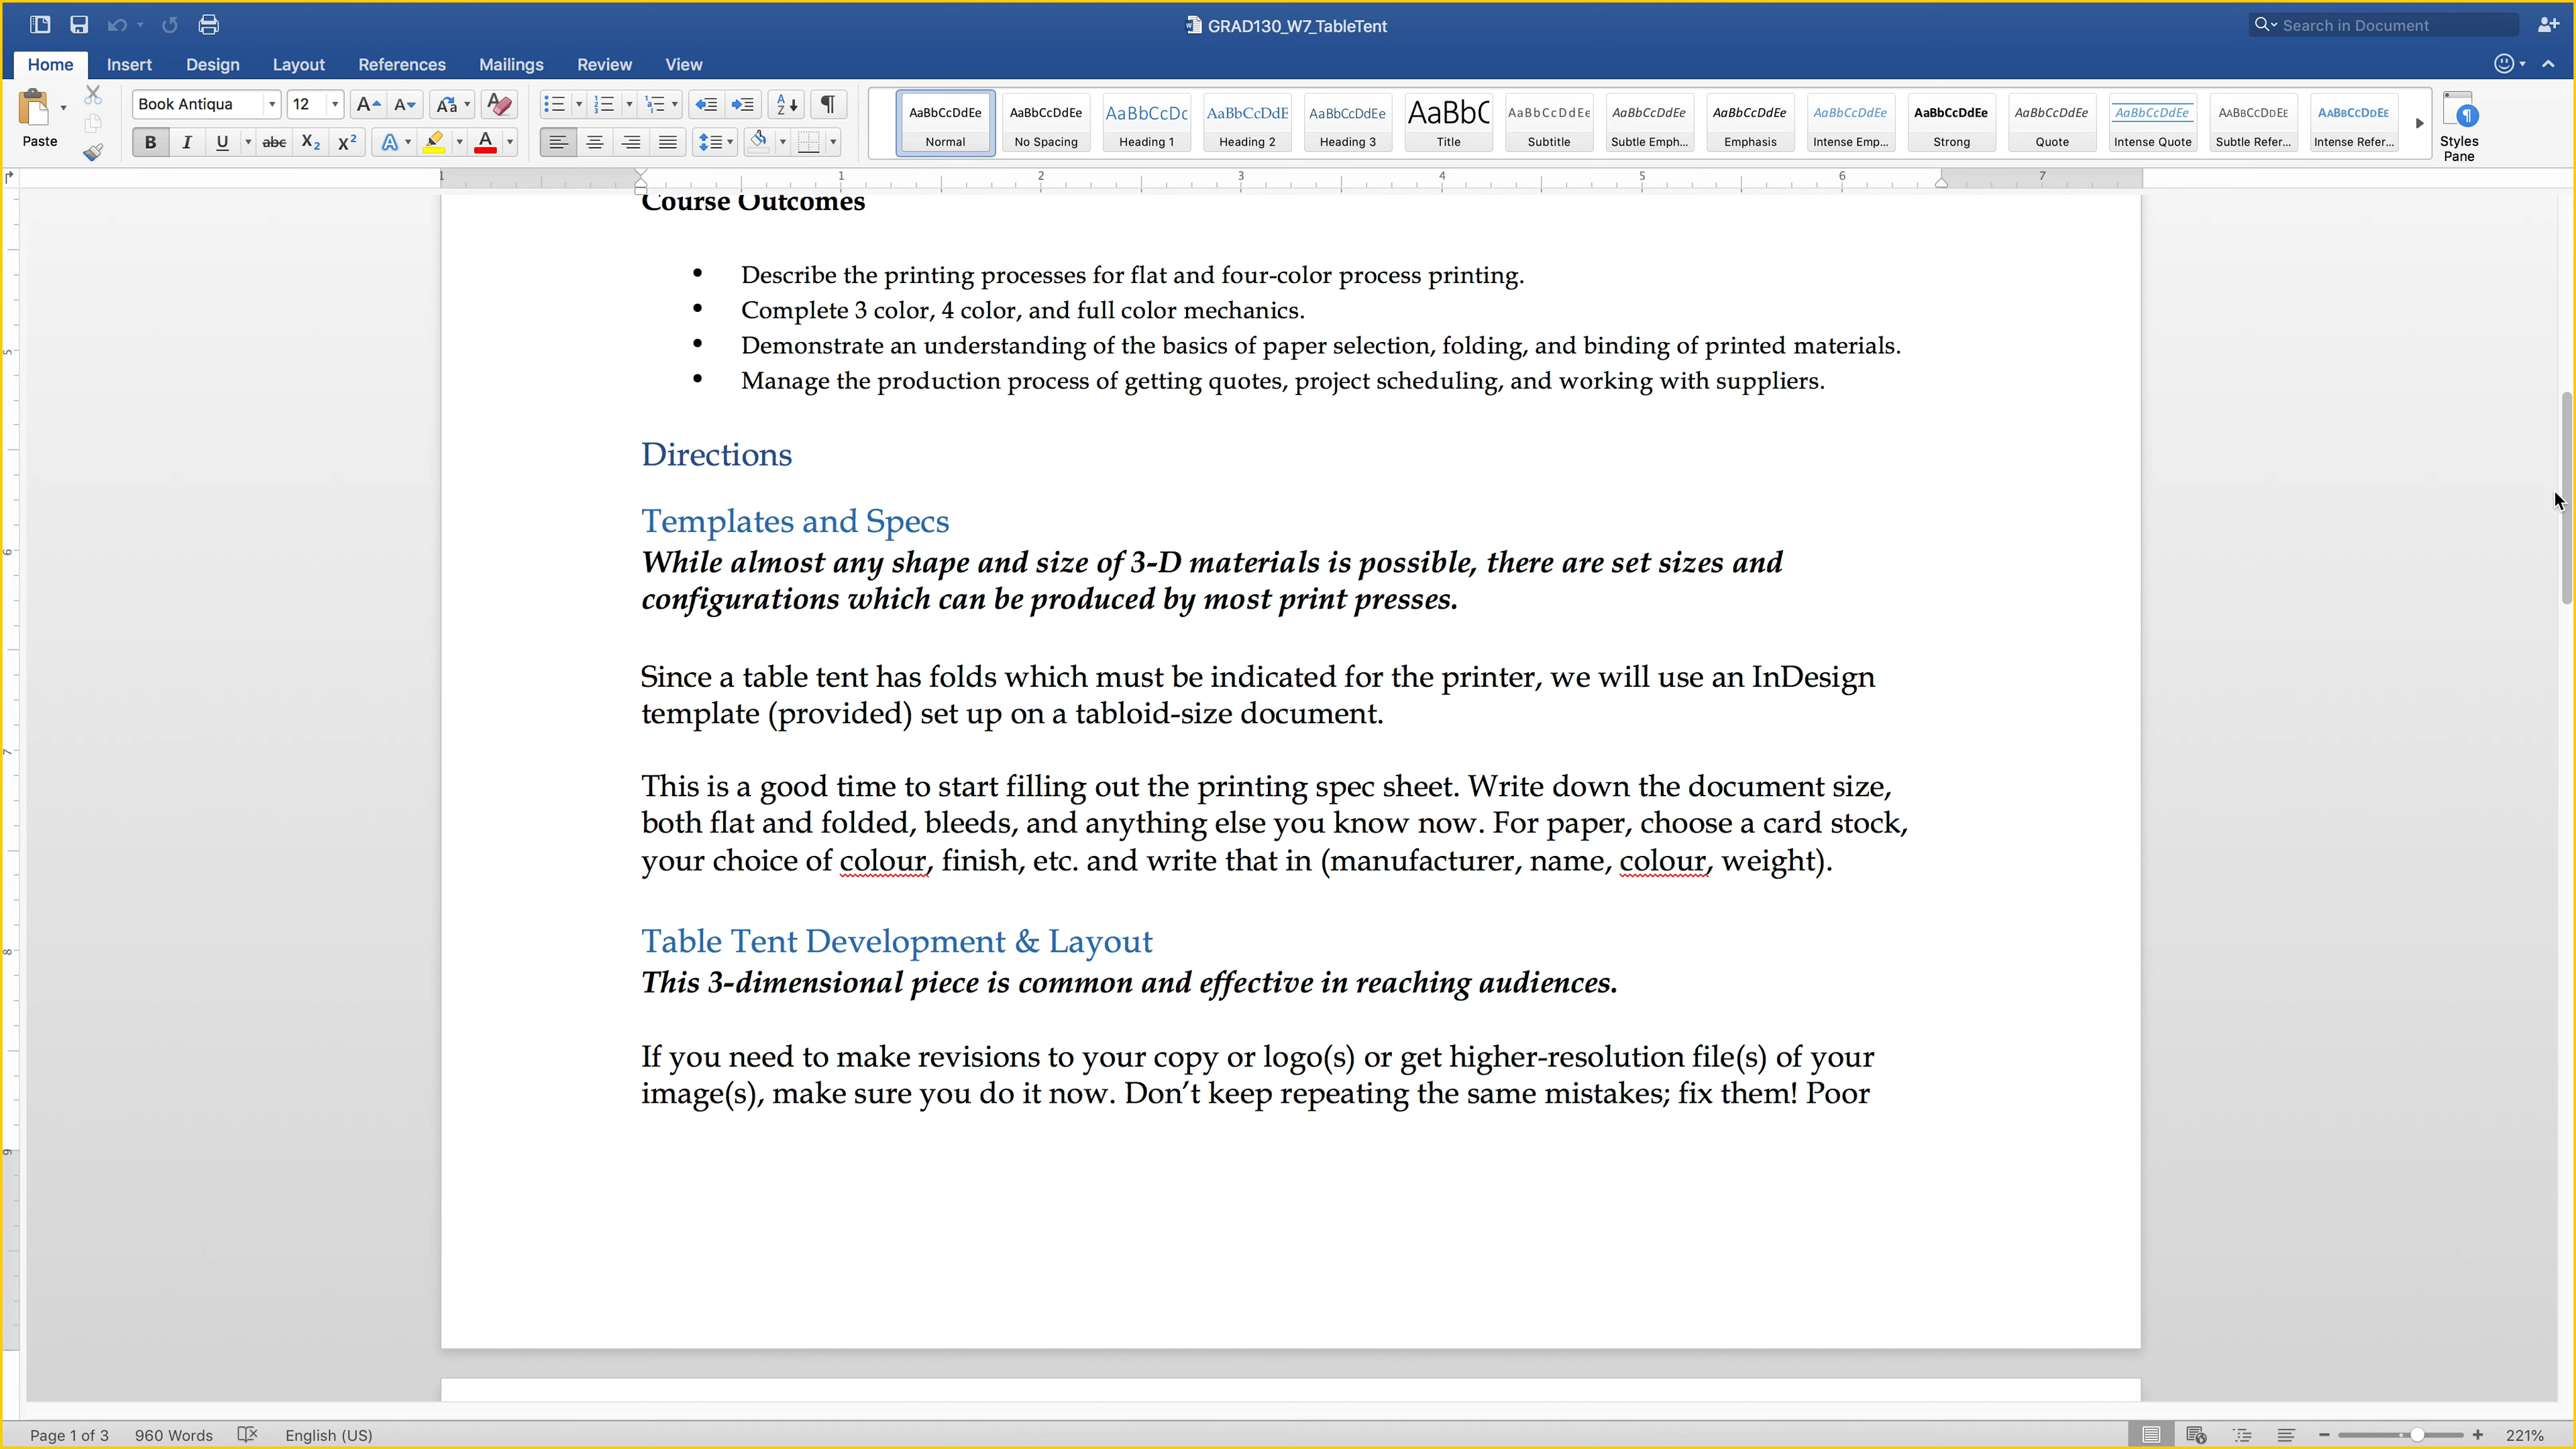 GRAD130_W7_TableTent
Search in Document
Home Insert Design Layout References Mailings Review View
Paste
Book Antiqua 12
AaBbCcDdEe AaBbCcDdEe AaBbCcDc AaBbCcDdE AaBbCcDdEe AaBbC AaBbCcDdEe AaBbCcDdEe AaBbCcDdEe AaBbCcDdEe AaBbCcDdEe AaBbCcDdEe AaBbCcDdEe AaBbCcDdEe AaBbCcDdEe
Normal No Spacing Heading 1 Heading 2 Heading 3 Title Subtitle Subtle Emph... Emphasis Intense Emp... Strong Quote Intense Quote Subtle Refer... Intense Refer...
Styles
Pane
1 1 2 3 4 5 6 7
Course Outcomes
• Describe the printing processes for flat and four-color process printing.
• Complete 3 color, 4 color, and full color mechanics.
• Demonstrate an understanding of the basics of paper selection, folding, and binding of printed materials.
• Manage the production process of getting quotes, project scheduling, and working with suppliers.
Directions
Templates and Specs
While almost any shape and size of 3-D materials is possible, there are set sizes and
configurations which can be produced by most print presses.
Since a table tent has folds which must be indicated for the printer, we will use an InDesign
template (provided) set up on a tabloid-size document.
This is a good time to start filling out the printing spec sheet. Write down the document size,
both flat and folded, bleeds, and anything else you know now. For paper, choose a card stock,
your choice of colour, finish, etc. and write that in (manufacturer, name, colour, weight).
Table Tent Development & Layout
This 3-dimensional piece is common and effective in reaching audiences.
If you need to make revisions to your copy or logo(s) or get higher-resolution file(s) of your
image(s), make sure you do it now. Don't keep repeating the same mistakes; fix them! Poor
5
6
7
8
9
Page 1 of 3 960 Words English (US) 221%